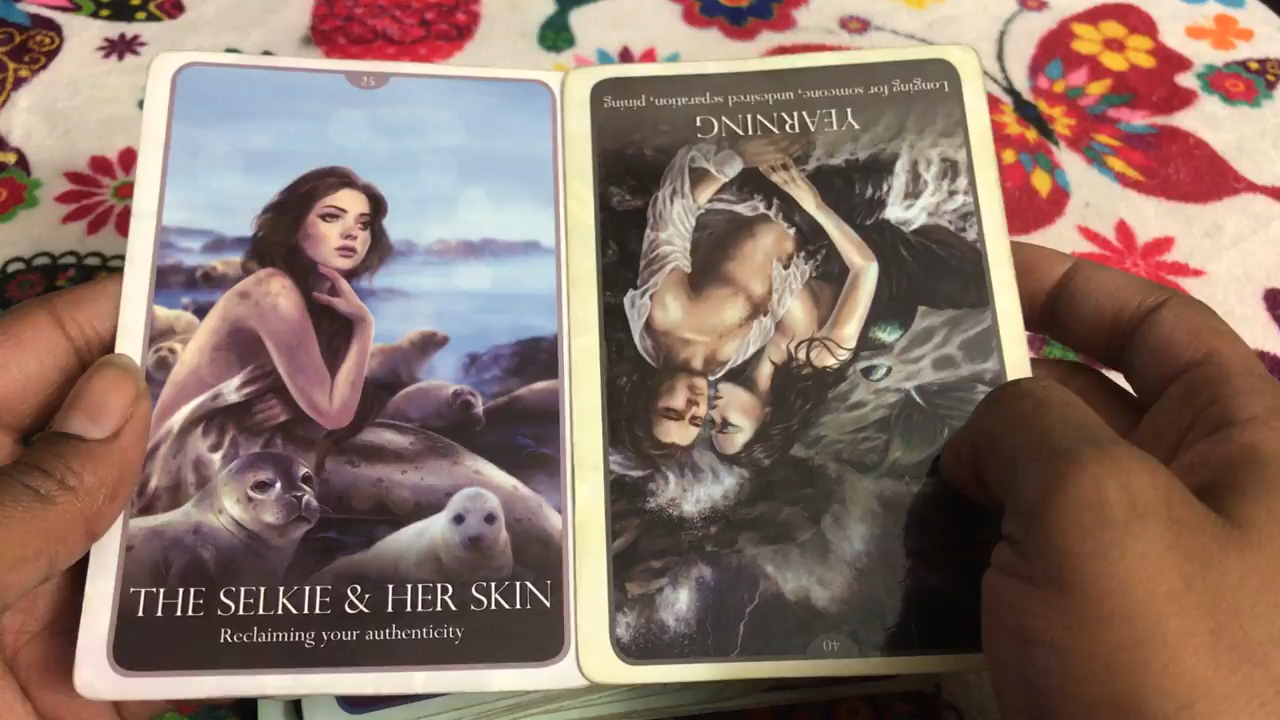 25
THE SELKIE & HER SKIN
Reclaiming your authenticity
40
YEARNING
Longing for someone, undesired separation, pining